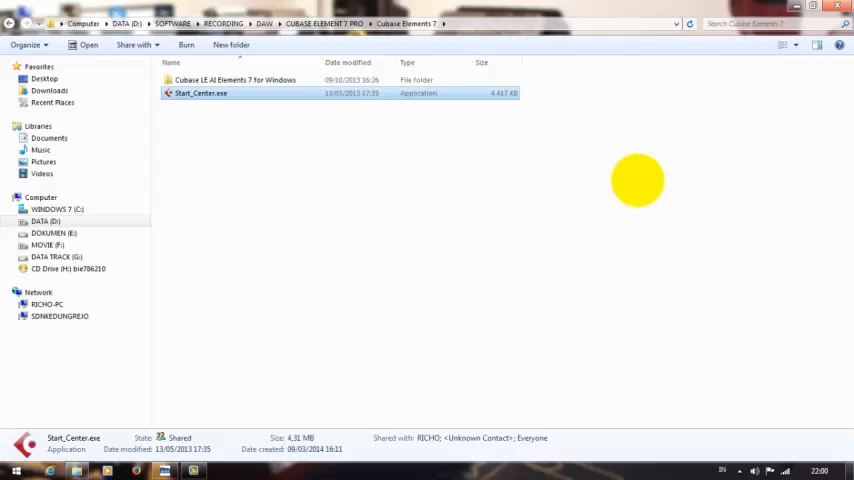 Computer DATA (D:) SOFTWARE RECORDING DAW CUBASE ELEMENT 7 PRO Cubase Elements 7
Search Cubase Elements 7
Organize Open Share with Burn New folder
Name Date modified Type Size
Cubase LE AI Elements 7 for Windows 09/10/2013 16:26 File folder
Start_Center.exe 13/05/2013 17:35 Application 4.417 KB
Favorites
Desktop
Downloads
Recent Places
Libraries
Documents
Music
Pictures
Videos
Computer
WINDOWS 7 (C:)
DATA (D:)
DOKUMEN (E:)
MOVIE (F:)
DATA TRACK (G:)
CD Drive (H:) bie786210
Network
RICHO-PC
SDNKEDUNGREJO
Start_Center.exe State: Shared Size: 4,31 MB Shared with: RICHO; <Unknown Contact>; Everyone
Application Date modified: 13/05/2013 17:35 Date created: 09/03/2014 16:11
IN 22:00